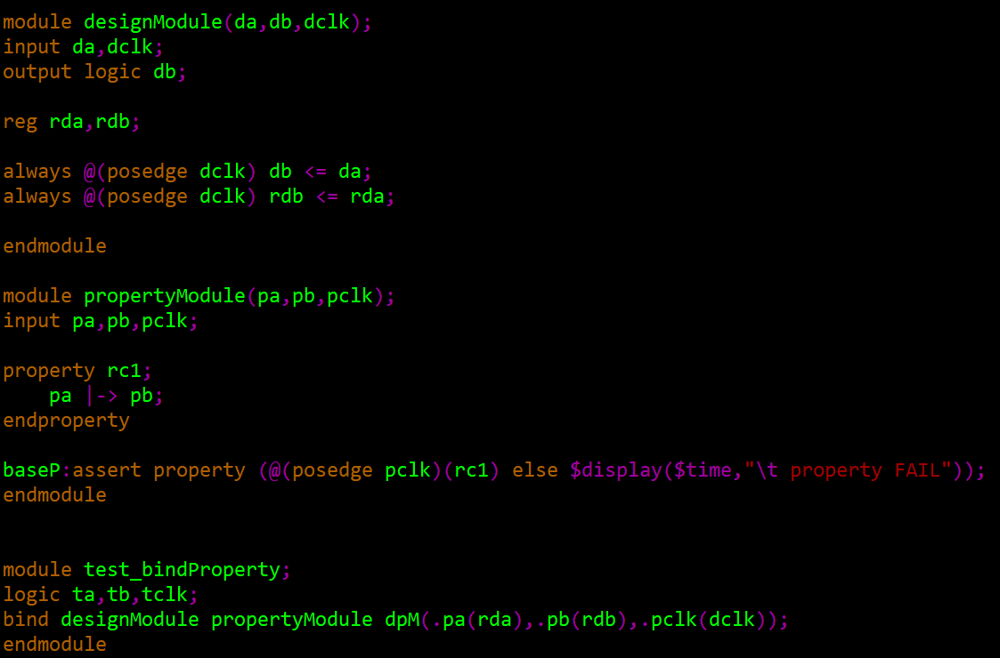 module designModule(da,db,dclk);
input da,dclk;
output logic db;
reg rda,rdb;
always @(posedge dclk) db <= da;
always @(posedge dclk) rdb <= rda;
endmodule
module propertyModule(pa,pb,pclk);
input pa,pb,pclk;
property rc1;
    pa |-> pb;
endproperty
baseP:assert property (@(posedge pclk)(rc1) else $display($time,"\t property FAIL"));
endmodule
module test_bindProperty;
logic ta,tb,tclk;
bind designModule propertyModule dpM(.pa(rda),.pb(rdb),.pclk(dclk));
endmodule